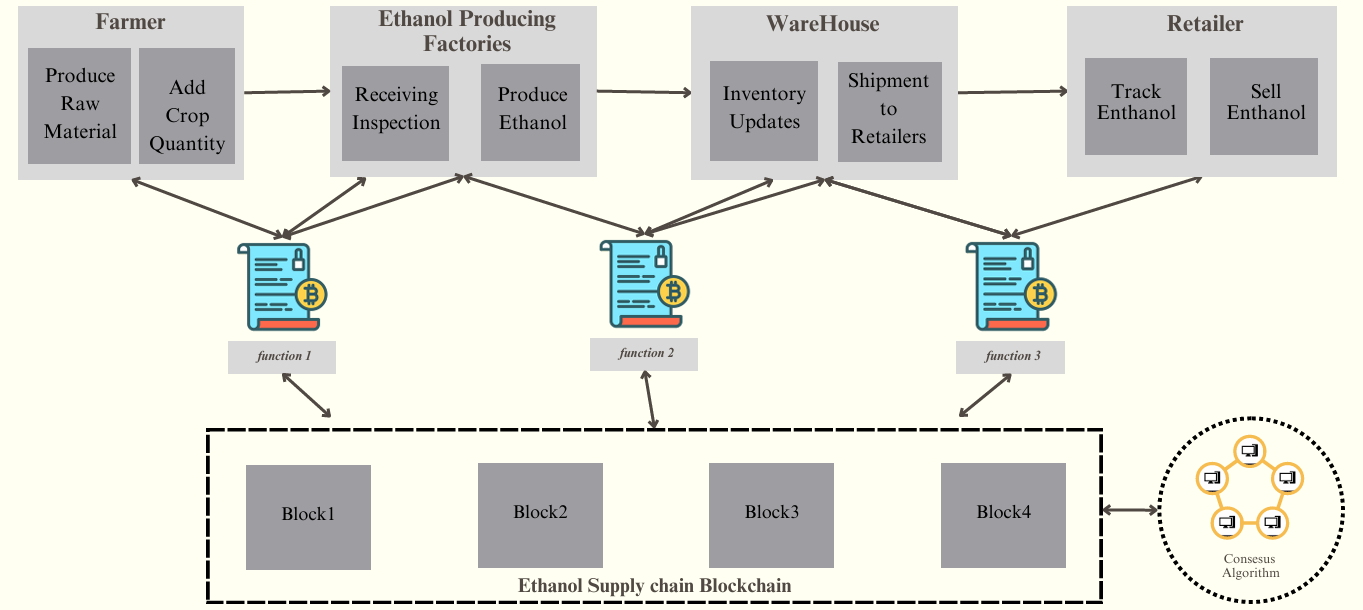 Farmer
Produce
Raw
Material
Add
Crop
Quantity
Ethanol Producing
Factories
Receiving
Inspection
Produce
Ethanol
WareHouse
Inventory
Updates
Shipment
to
Retailers
Retailer
Track
Enthanol
Sell
Enthanol
function 1
function 2
function 3
Block1
Block2
Block3
Block4
Ethanol Supply chain Blockchain
Consesus
Algorithm